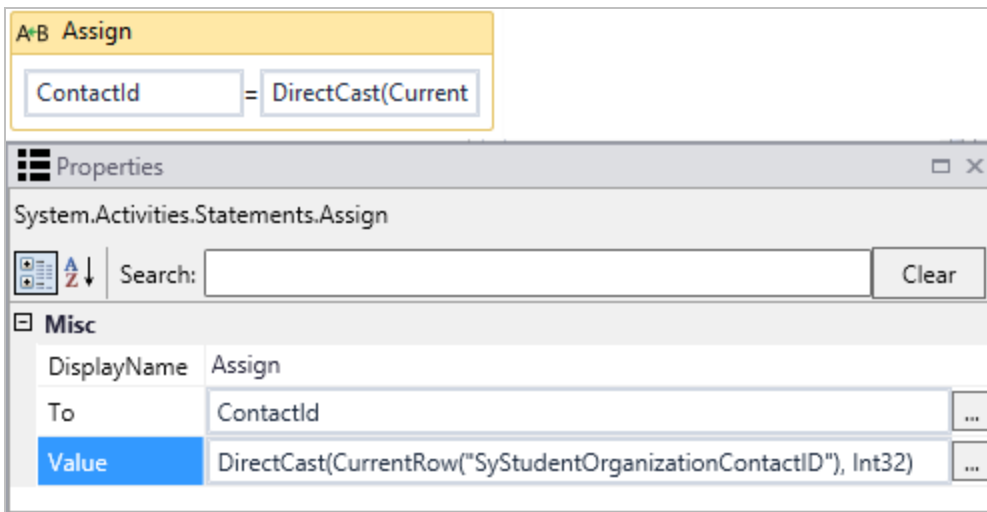 A+B Assign
ContactId = DirectCast(Current
Properties
System.Activities.Statements.Assign
A Z Search: Clear
Misc
DisplayName Assign
To ContactId ...
Value DirectCast(CurrentRow("SyStudentOrganizationContactID"), Int32) ...